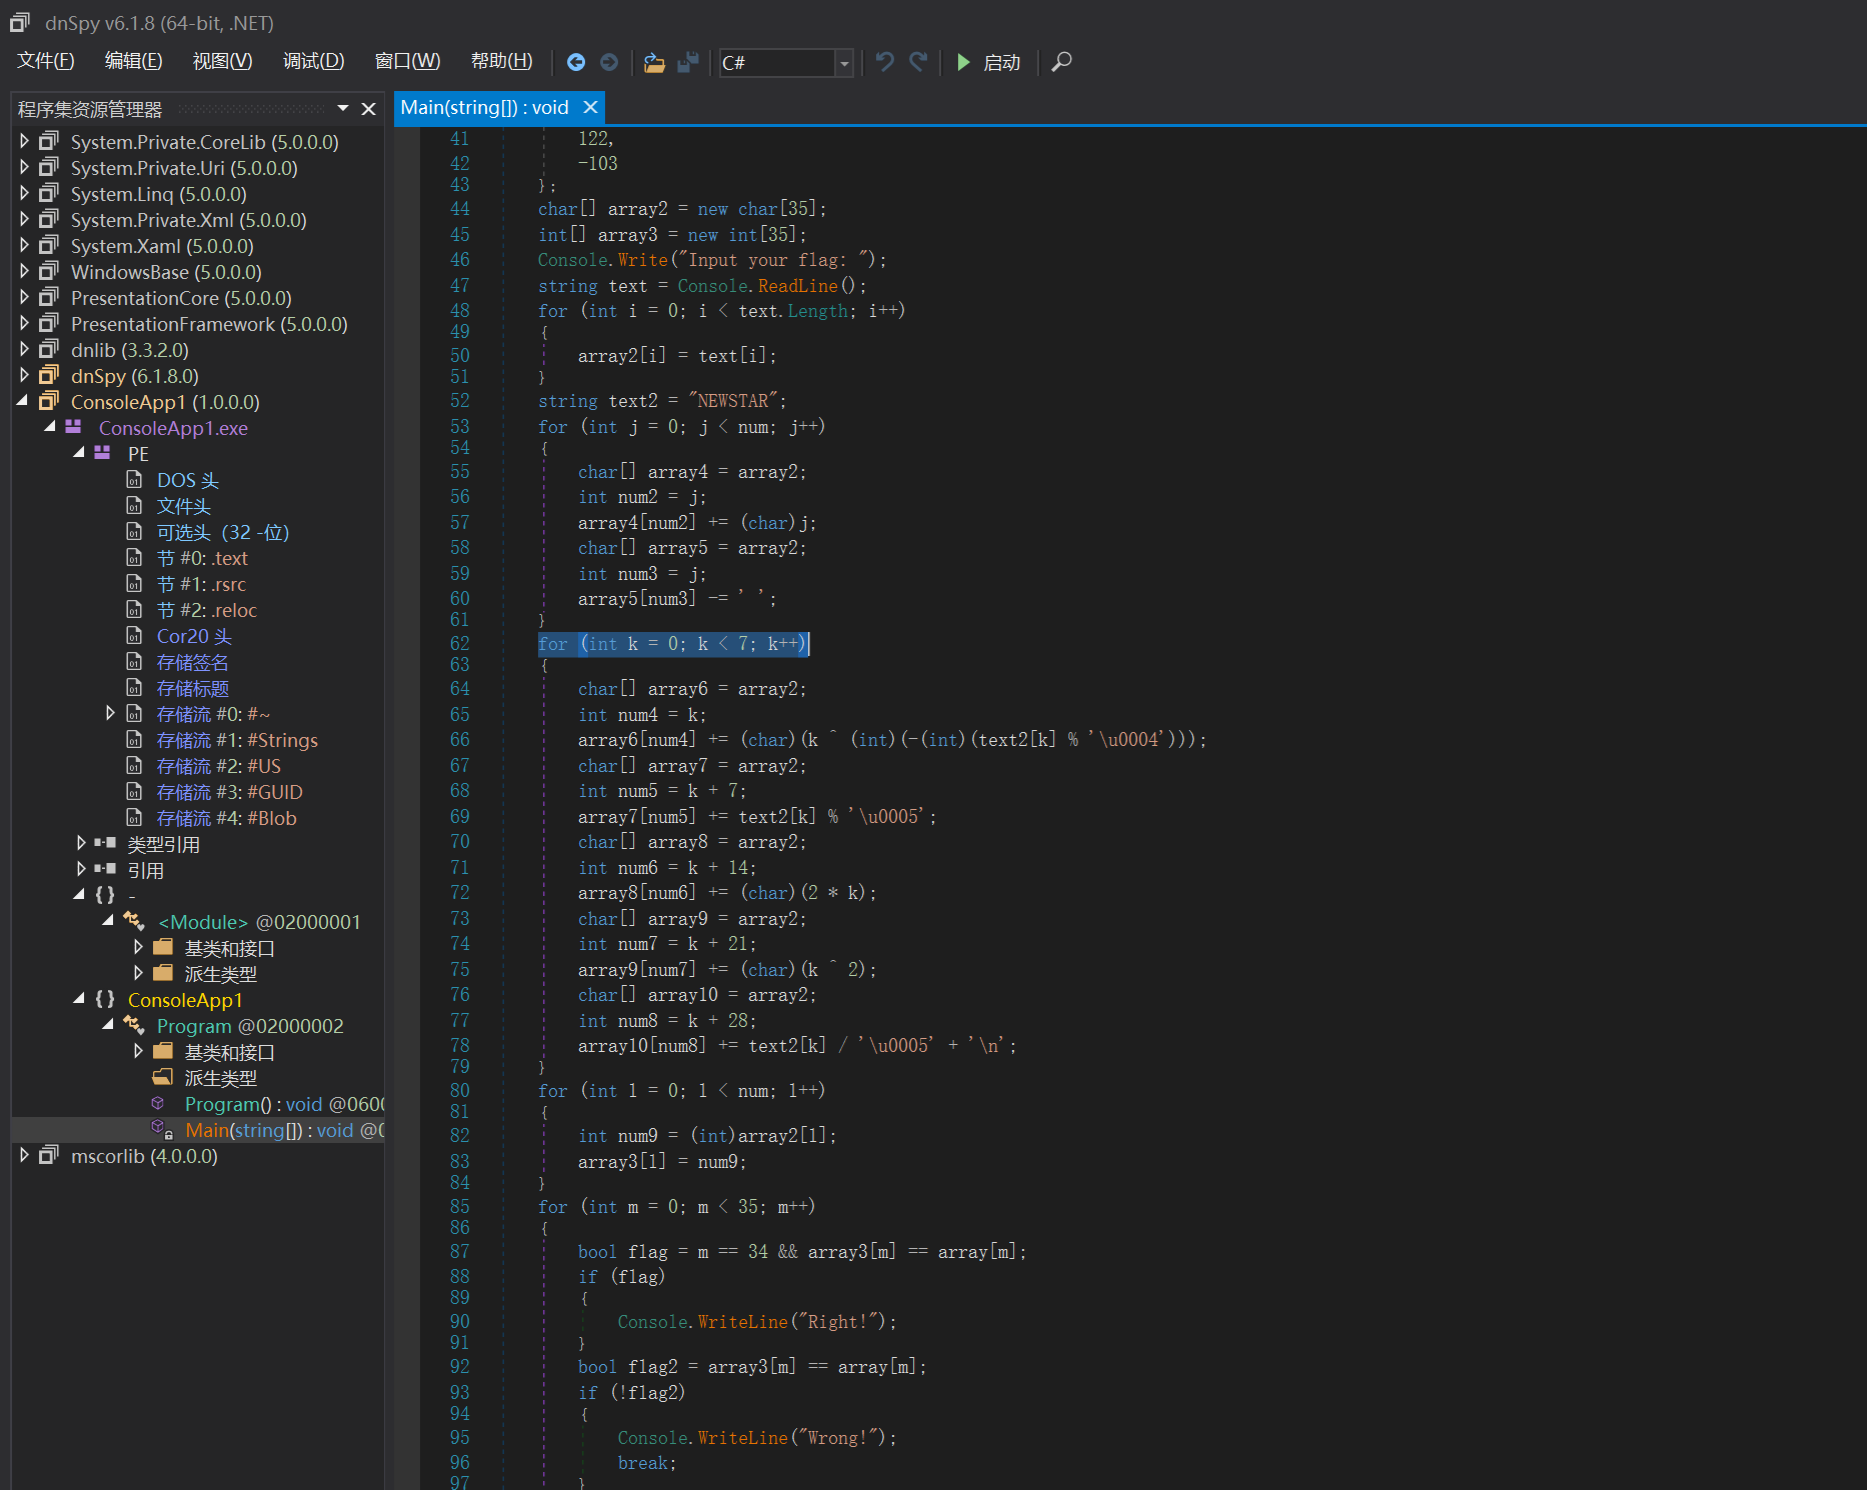 dnSpy v6.1.8 (64-bit, .NET)
文件(F) 编辑(E) 视图(V) 调试(D) 窗口(W) 帮助(H) C# 启动
程序集资源管理器
System.Private.CoreLib (5.0.0.0)
System.Private.Uri (5.0.0.0)
System.Linq (5.0.0.0)
System.Private.Xml (5.0.0.0)
System.Xaml (5.0.0.0)
WindowsBase (5.0.0.0)
PresentationCore (5.0.0.0)
PresentationFramework (5.0.0.0)
dnlib (3.3.2.0)
dnSpy (6.1.8.0)
ConsoleApp1 (1.0.0.0)
ConsoleApp1.exe
PE
DOS 头
文件头
可选头（32 -位）
节 #0: .text
节 #1: .rsrc
节 #2: .reloc
Cor20 头
存储签名
存储标题
存储流 #0: #~
存储流 #1: #Strings
存储流 #2: #US
存储流 #3: #GUID
存储流 #4: #Blob
类型引用
引用
{ } -
<Module> @02000001
基类和接口
派生类型
{ } ConsoleApp1
Program @02000002
基类和接口
派生类型
Program() : void @060
Main(string[]) : void @0
mscorlib (4.0.0.0)
Main(string[]) : void
41 122,
42 -103
43 };
44 char[] array2 = new char[35];
45 int[] array3 = new int[35];
46 Console.Write("Input your flag: ");
47 string text = Console.ReadLine();
48 for (int i = 0; i < text.Length; i++)
49 {
50 array2[i] = text[i];
51 }
52 string text2 = "NEWSTAR";
53 for (int j = 0; j < num; j++)
54 {
55 char[] array4 = array2;
56 int num2 = j;
57 array4[num2] += (char)j;
58 char[] array5 = array2;
59 int num3 = j;
60 array5[num3] -= ' ';
61 }
62 for (int k = 0; k < 7; k++)
63 {
64 char[] array6 = array2;
65 int num4 = k;
66 array6[num4] += (char)(k ^ (int)(-(int)(text2[k] % '\u0004')));
67 char[] array7 = array2;
68 int num5 = k + 7;
69 array7[num5] += text2[k] % '\u0005';
70 char[] array8 = array2;
71 int num6 = k + 14;
72 array8[num6] += (char)(2 * k);
73 char[] array9 = array2;
74 int num7 = k + 21;
75 array9[num7] += (char)(k ^ 2);
76 char[] array10 = array2;
77 int num8 = k + 28;
78 array10[num8] += text2[k] / '\u0005' + '\n';
79 }
80 for (int l = 0; l < num; l++)
81 {
82 int num9 = (int)array2[l];
83 array3[l] = num9;
84 }
85 for (int m = 0; m < 35; m++)
86 {
87 bool flag = m == 34 && array3[m] == array[m];
88 if (flag)
89 {
90 Console.WriteLine("Right!");
91 }
92 bool flag2 = array3[m] == array[m];
93 if (!flag2)
94 {
95 Console.WriteLine("Wrong!");
96 break;
97 }